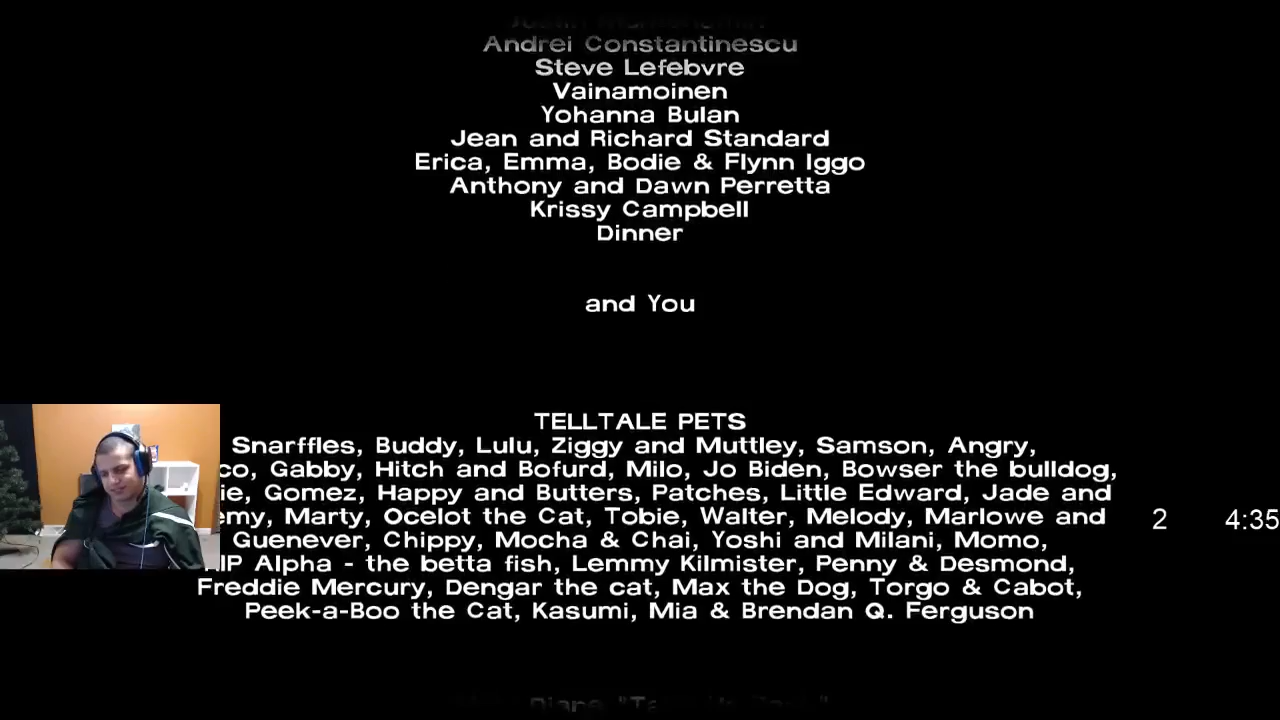 Andrei Constantinescu
Steve Lefebvre
Vainamoinen
Yohanna Bulan
Jean and Richard Standard
Erica, Emma, Bodie & Flynn Iggo
Anthony and Dawn Perretta
Krissy Campbell
Dinner
and You
TELLTALE PETS
Snarffles, Buddy, Lulu, Ziggy and Muttley, Samson, Angry,
Gabby, Hitch and Bofurd, Milo, Jo Biden, Bowser the bulldog,
Gomez, Happy and Butters, Patches, Little Edward, Jade and
Marty, Ocelot the Cat, Tobie, Walter, Melody, Marlowe and
Guenever, Chippy, Mocha & Chai, Yoshi and Milani, Momo,
Alpha - the betta fish, Lemmy Kilmister, Penny & Desmond,
Freddie Mercury, Dengar the cat, Max the Dog, Torgo & Cabot,
Peek-a-Boo the Cat, Kasumi, Mia & Brendan Q. Ferguson
2 4:35